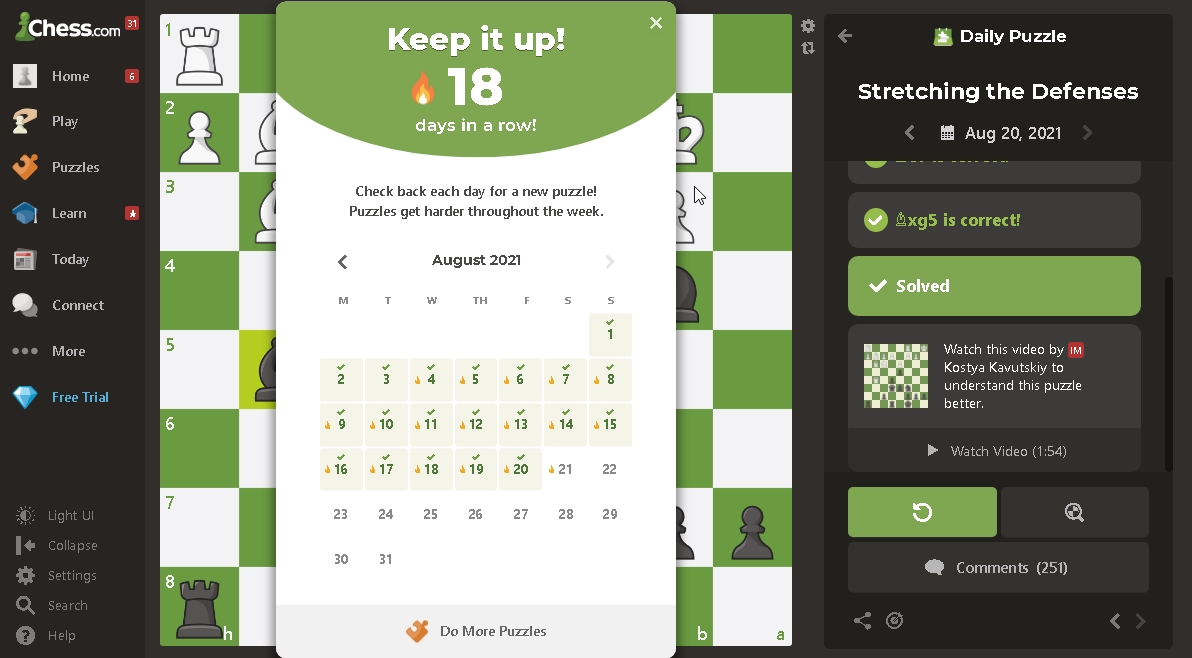 Chess.com 31
Home 6
Play
Puzzles
Learn
Today
Connect
More
Free Trial
Light UI
Collapse
Settings
Search
Help
1
2
3
4
5
6
7
8
h
b
a
Keep it up!
18
days in a row!
Check back each day for a new puzzle!
Puzzles get harder throughout the week.
August 2021
M T W TH F S S
1
2 3 4 5 6 7 8
9 10 11 12 13 14 15
16 17 18 19 20 21 22
23 24 25 26 27 28 29
30 31
Do More Puzzles
Daily Puzzle
Stretching the Defenses
Aug 20, 2021
xg5 is correct!
Solved
Watch this video by IM
Kostya Kavutskiy to
understand this puzzle
better.
Watch Video (1:54)
Comments (251)